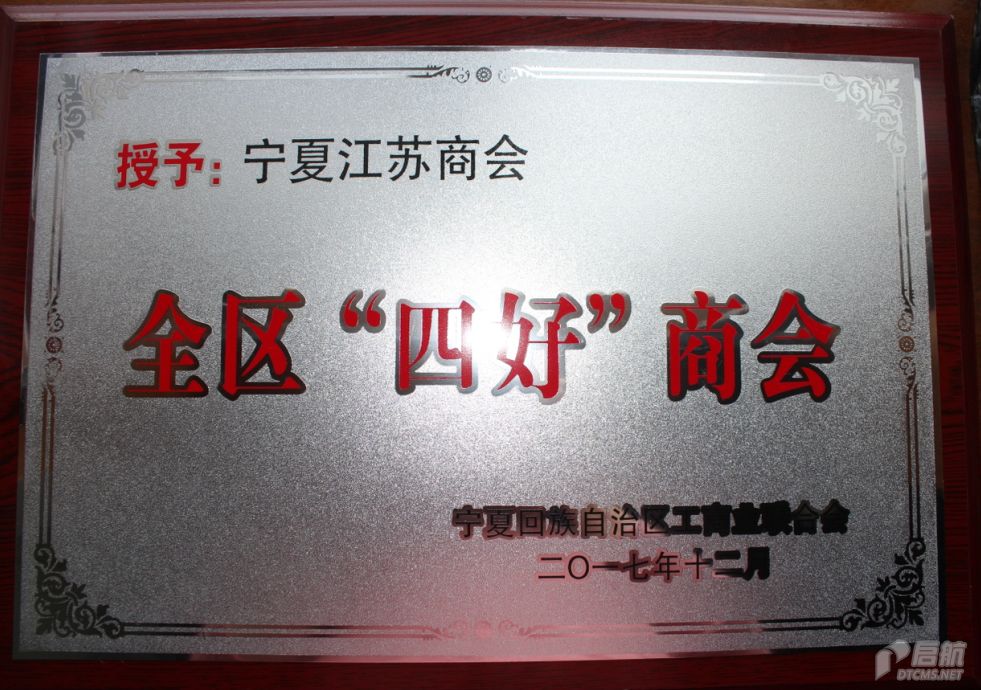 授予：宁夏江苏商会
全区“四好”商会
宁夏回族自治区工商业联合会
二〇一七年十二月
启航
DTCMS.NET